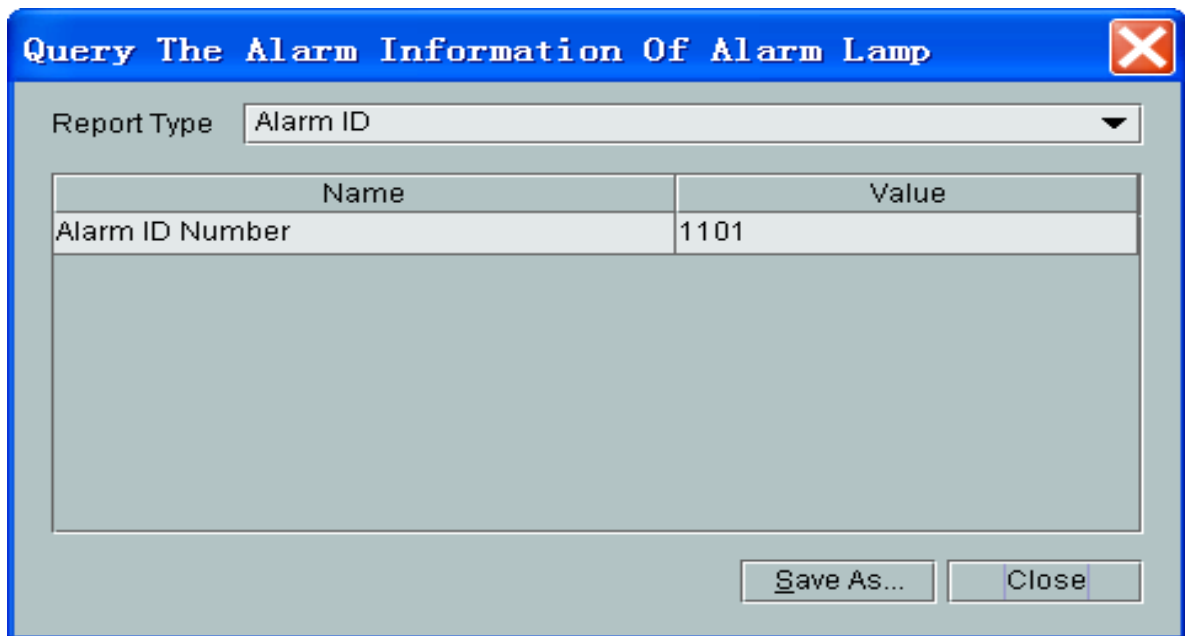 Query The Alarm Information Of Alarm Lamp
Report Type Alarm ID
Name Value
Alarm ID Number 1101
Save As... Close